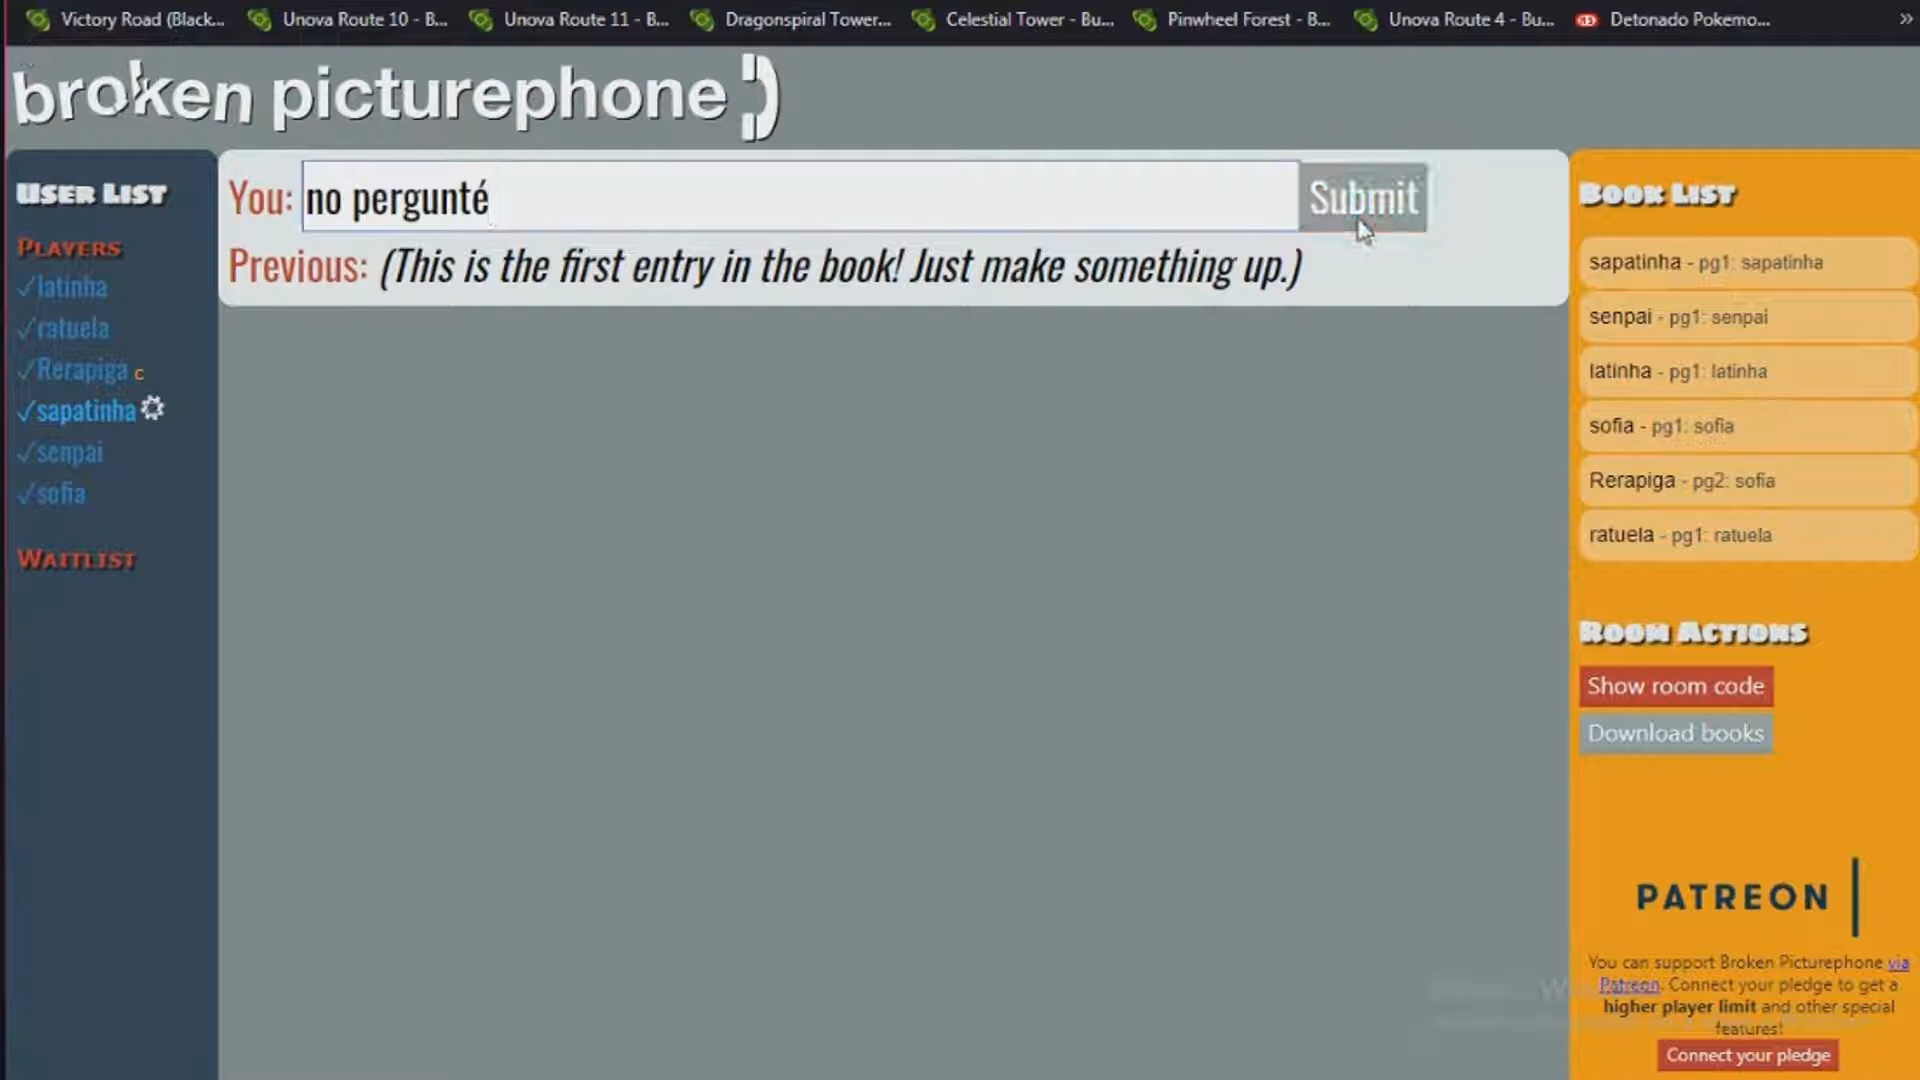 Victory Road (Black...
Unova Route 10 - B...
Unova Route 11 - B...
Dragonspiral Tower...
Celestial Tower - Bu...
Pinwheel Forest - B...
Unova Route 4 - Bu...
Detonado Pokemo...
»
broken picturephone
User List
Players
✓latinha
✓ratuela
✓Rerapiga c
✓sapatinha
✓senpai
✓sofia
Waitlist
You: no pergunté Submit
Previous: (This is the first entry in the book! Just make something up.)
Book List
sapatinha - pg1: sapatinha
senpai - pg1: senpai
latinha - pg1: latinha
sofia - pg1: sofia
Rerapiga - pg2: sofia
ratuela - pg1: ratuela
Room Actions
Show room code
Download books
PATREON
You can support Broken Picturephone via
Patreon. Connect your pledge to get a
higher player limit and other special
features!
Connect your pledge